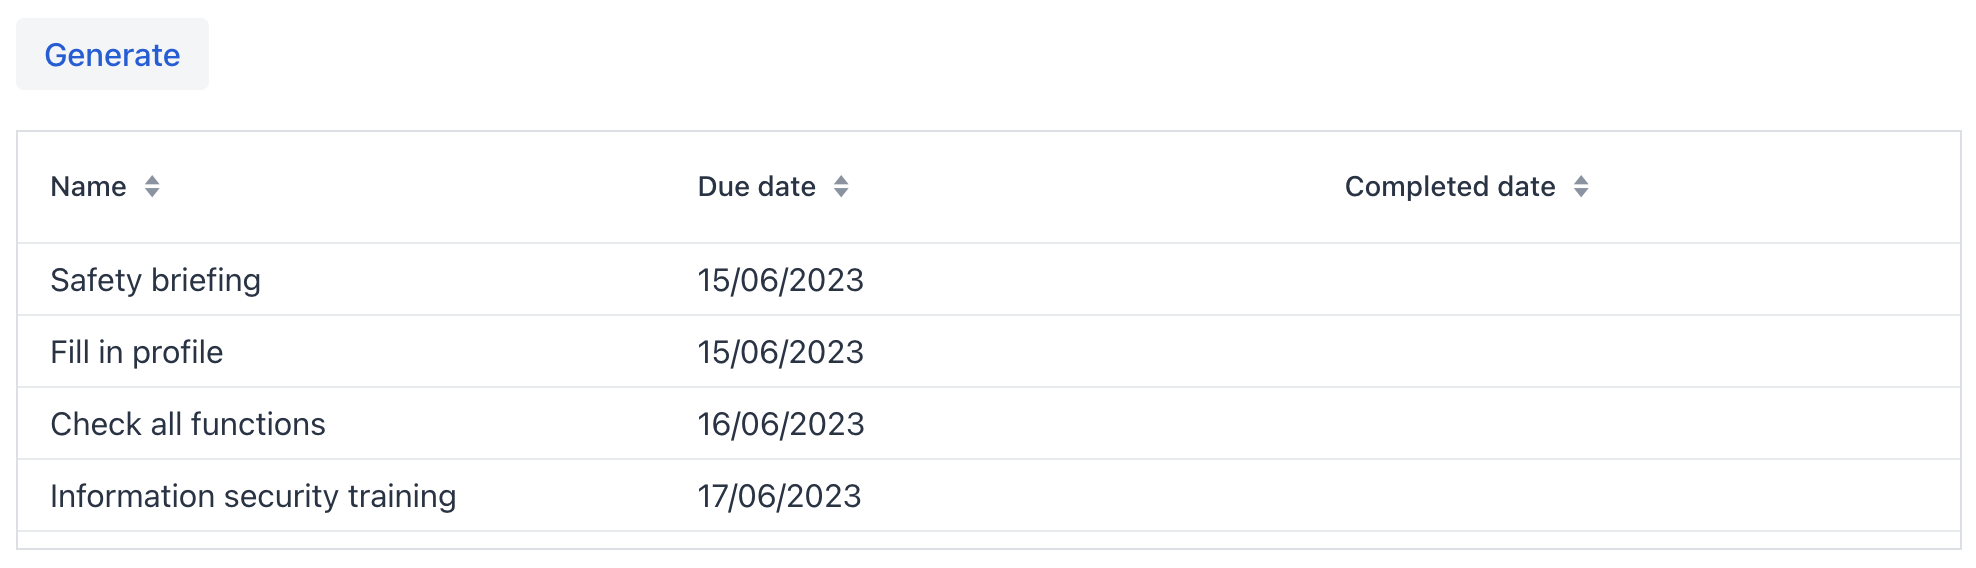 Generate
Name Due date Completed date
Safety briefing 15/06/2023
Fill in profile 15/06/2023
Check all functions 16/06/2023
Information security training 17/06/2023